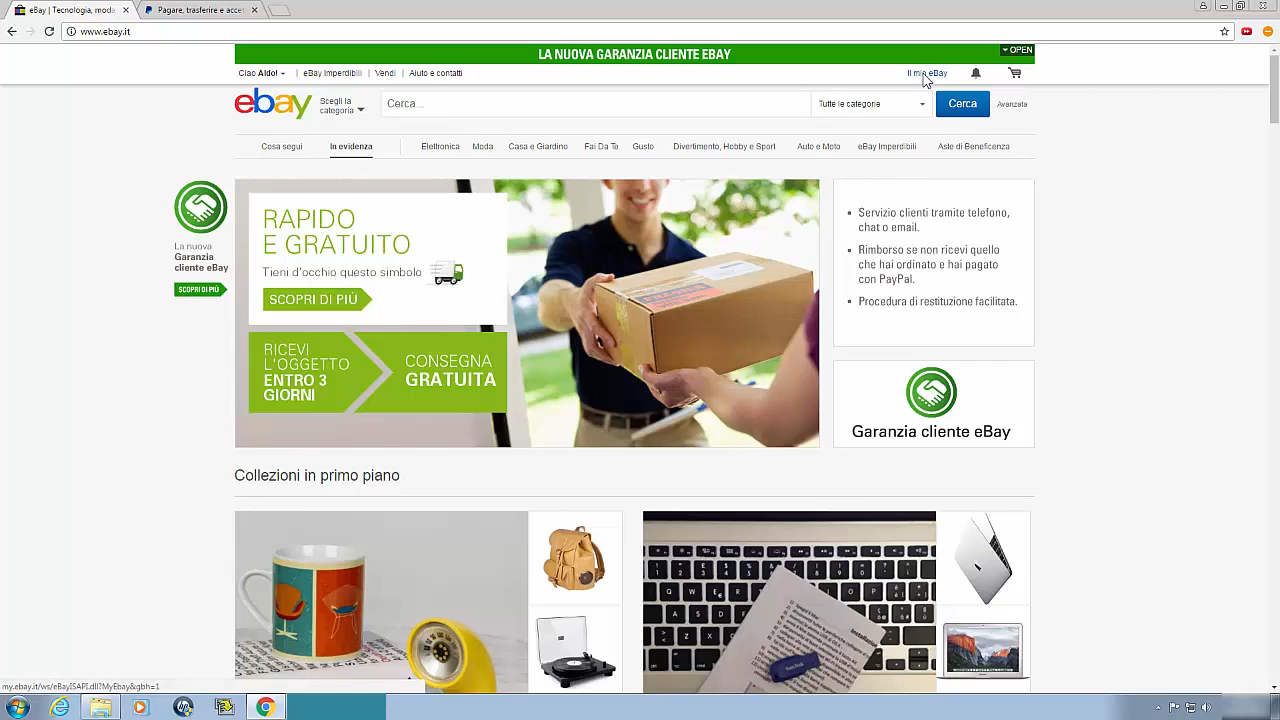 eBay | Tecnologia, moda,
Pagare, trasferire e accet
www.ebay.it
LA NUOVA GARANZIA CLIENTE EBAY
OPEN
Ciao Aldo!
eBay Imperdibili
Vendi
Aiuto e contatti
Il mio eBay
ebay
Scegli la
categoria
Cerca...
Tutte le categorie
Cerca
Avanzata
Cosa segui
In evidenza
Elettronica
Moda
Casa e Giardino
Fai Da Te
Gusto
Divertimento, Hobby e Sport
Auto e Moto
eBay Imperdibili
Aste di Beneficenza
La nuova
Garanzia
cliente eBay
SCOPRI DI PIÙ
RAPIDO
E GRATUITO
Tieni d'occhio questo simbolo
SCOPRI DI PIÙ
RICEVI
L'OGGETTO
ENTRO 3
GIORNI
CONSEGNA
GRATUITA
Servizio clienti tramite telefono,
chat o email.
Rimborso se non ricevi quello
che hai ordinato e hai pagato
con PayPal.
Procedura di restituzione facilitata.
Garanzia cliente eBay
Collezioni in primo piano
SanDisk
my.ebay.it/ws/eBayISAPI.dll?MyEbay&gbh=1